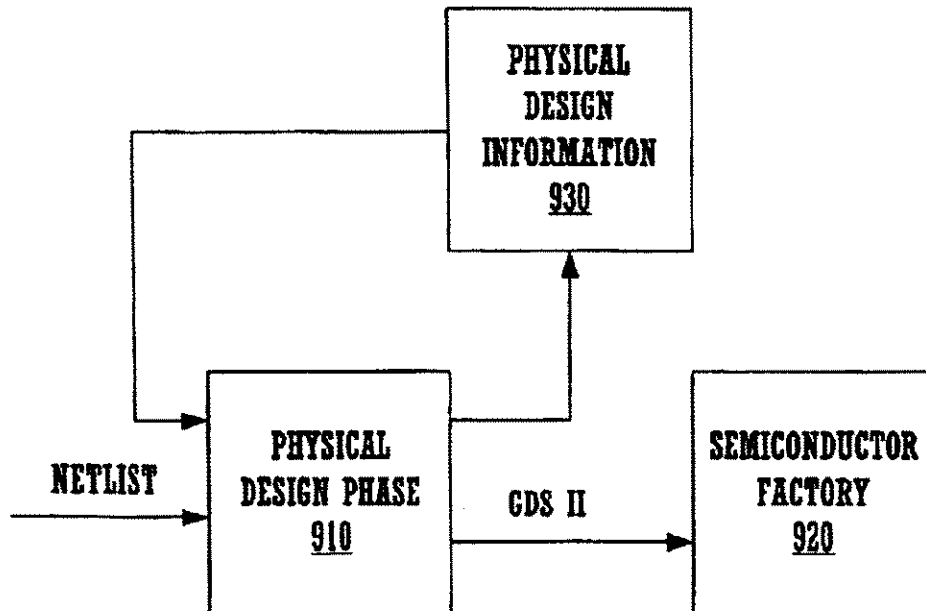 PHYSICAL
DESIGN
INFORMATION
930
NETLIST
PHYSICAL
DESIGN PHASE
910
GDS II
SEMICONDUCTOR
FACTORY
920